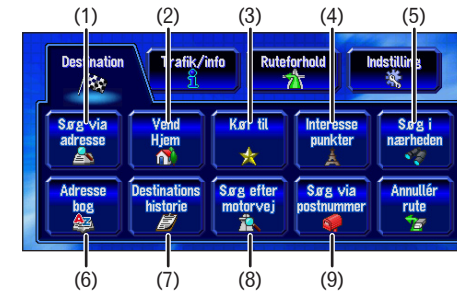 (1) (2) (3) (4) (5)
Destination Trafik/info Ruteforhold Indstilling
Søg via Vend Kør til Interesse Søg i
adresse Hjem punkter nærheden
Adresse Destinations Søg efter Søg via Annullér
bog historie motorvej postnummer rute
AZ
(6) (7) (8) (9)